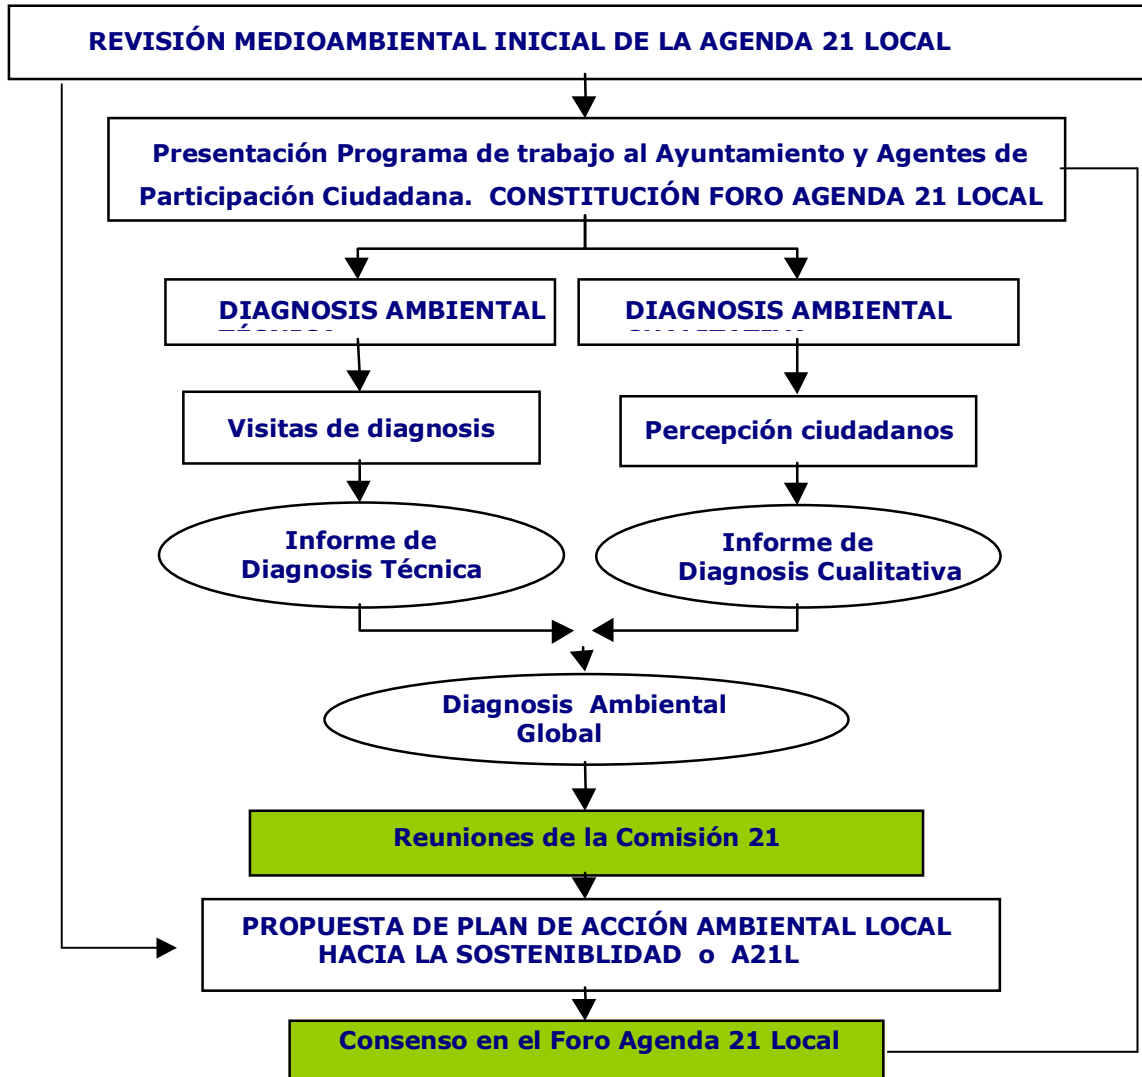 REVISIÓN MEDIOAMBIENTAL INICIAL DE LA AGENDA 21 LOCAL
Presentación Programa de trabajo al Ayuntamiento y Agentes de
Participación Ciudadana. CONSTITUCIÓN FORO AGENDA 21 LOCAL
DIAGNOSIS AMBIENTAL
DIAGNOSIS AMBIENTAL
Visitas de diagnosis
Percepción ciudadanos
Informe de
Diagnosis Técnica
Informe de
Diagnosis Cualitativa
Diagnosis Ambiental
Global
Reuniones de la Comisión 21
PROPUESTA DE PLAN DE ACCIÓN AMBIENTAL LOCAL
HACIA LA SOSTENIBLIDAD o A21L
Consenso en el Foro Agenda 21 Local